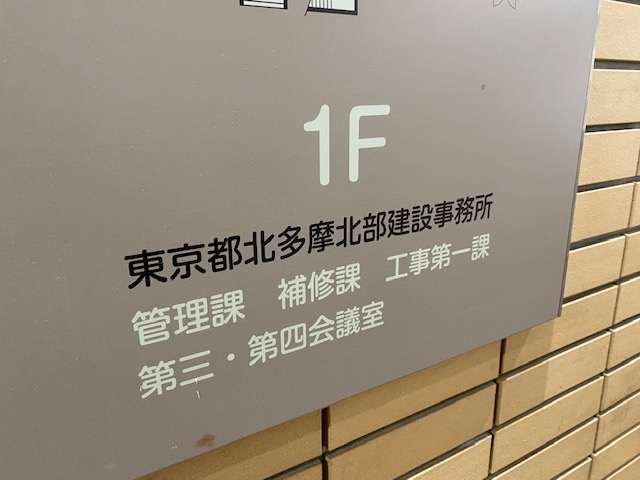 1F
東京都北多摩北部建設事務所
管理課 補修課 工事第一課
第三・第四会議室